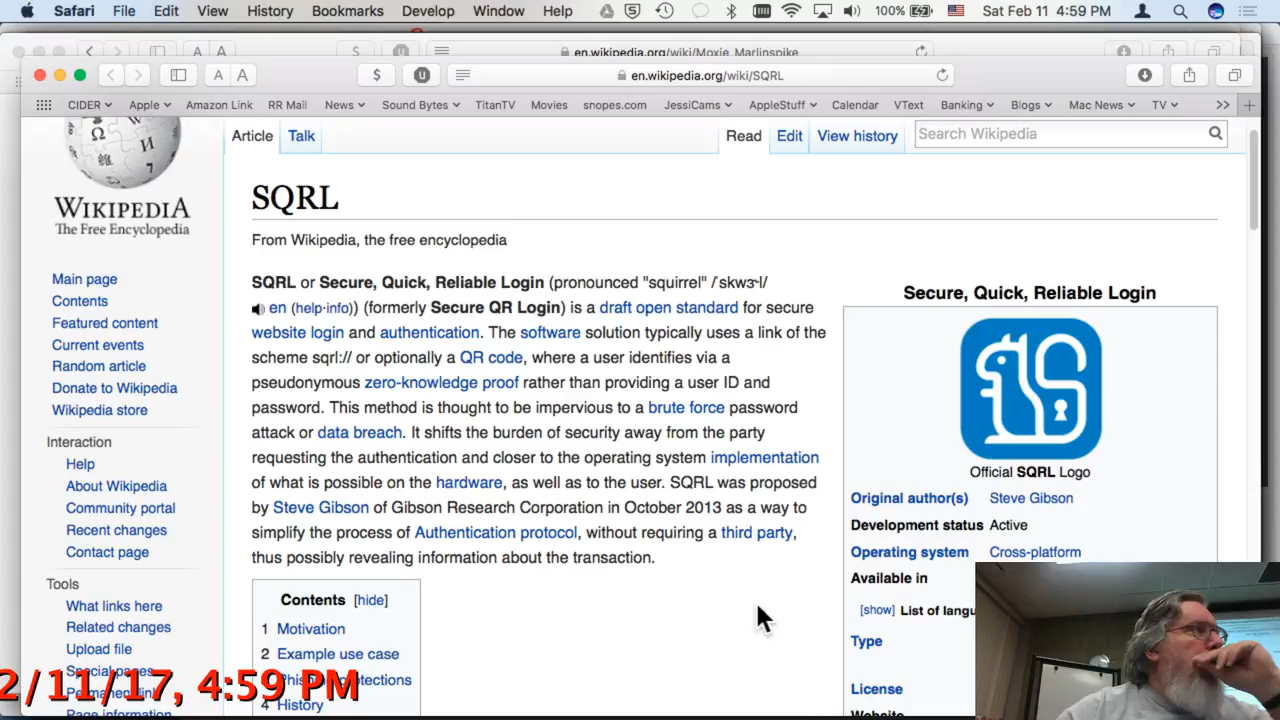 Safari File Edit View History Bookmarks Develop Window Help 100% Sat Feb 11 4:59 PM
en.wikipedia.org/wiki/Moxie_Marlinspike
A A $ U en.wikipedia.org/wiki/SQRL
CIDER Apple Amazon Link RR Mail News Sound Bytes TitanTV Movies snopes.com JessiCams AppleStuff Calendar VText Banking Blogs Mac News TV >> +
Article Talk Read Edit View history Search Wikipedia
WIKIPEDIA
The Free Encyclopedia
Main page
Contents
Featured content
Current events
Random article
Donate to Wikipedia
Wikipedia store
Interaction
Help
About Wikipedia
Community portal
Recent changes
Contact page
Tools
What links here
Related changes
Upload file
Special pages
Page information
SQRL
From Wikipedia, the free encyclopedia
SQRL or Secure, Quick, Reliable Login (pronounced "squirrel" /ˈskwɜːrl/
en (help·info)) (formerly Secure QR Login) is a draft open standard for secure
website login and authentication. The software solution typically uses a link of the
scheme sqrl:// or optionally a QR code, where a user identifies via a
pseudonymous zero-knowledge proof rather than providing a user ID and
password. This method is thought to be impervious to a brute force password
attack or data breach. It shifts the burden of security away from the party
requesting the authentication and closer to the operating system implementation
of what is possible on the hardware, as well as to the user. SQRL was proposed
by Steve Gibson of Gibson Research Corporation in October 2013 as a way to
simplify the process of Authentication protocol, without requiring a third party,
thus possibly revealing information about the transaction.
Contents [hide]
1 Motivation
2 Example use case
Phishing protections
4 History
Secure, Quick, Reliable Login
Official SQRL Logo
Original author(s) Steve Gibson
Development status Active
Operating system Cross-platform
Available in
[show] List of langu
Type
License
Website
2/11/17, 4:59 PM